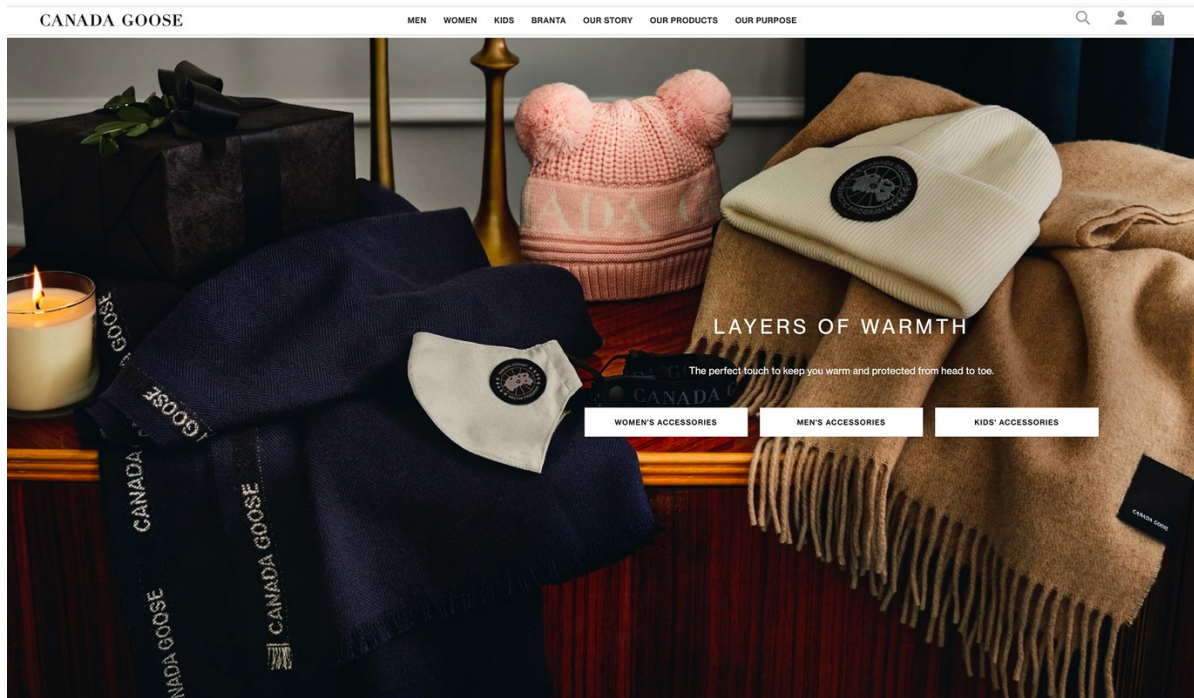 CANADA GOOSE
MEN WOMEN KIDS BRANTA OUR STORY OUR PRODUCTS OUR PURPOSE
ADA G
GOOSE
GOOSE
CANADA
CANADA GOOSE
NADA GOOSE
CANADA G
LAYERS OF WARMTH
The perfect touch to keep you warm and protected from head to toe.
WOMEN'S ACCESSORIES MEN'S ACCESSORIES KIDS' ACCESSORIES
CANADA GOOSE